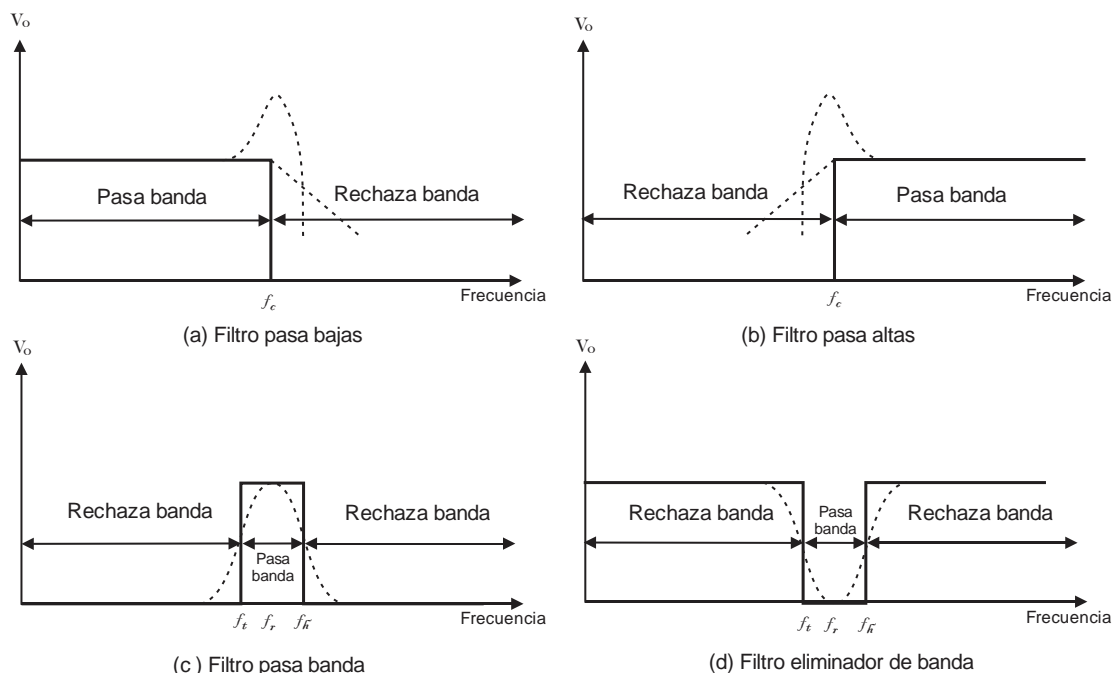 Vo
Pasa banda
Rechaza banda
Frecuencia
fc
(a) Filtro pasa bajas
Vo
Rechaza banda
Pasa banda
Frecuencia
fc
(b) Filtro pasa altas
Vo
Rechaza banda
Pasa
banda
Rechaza banda
Frecuencia
ft fr fh
(c ) Filtro pasa banda
Vo
Rechaza banda
Pasa
banda
Rechaza banda
Frecuencia
ft fr fh
(d) Filtro eliminador de banda